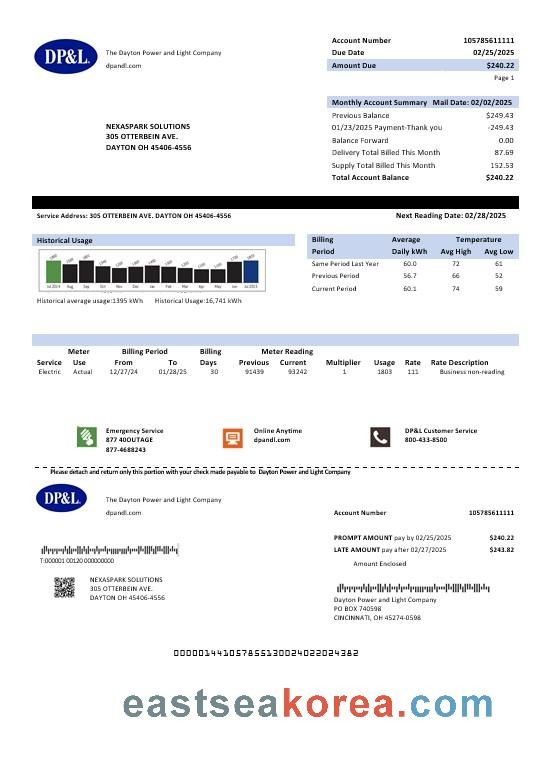 DP&L
The Dayton Power and Light Company
dpandl.com
Account Number 105785611111
Due Date 02/25/2025
Amount Due $240.22
Page 1
Monthly Account Summary Mail Date: 02/02/2025
Previous Balance $249.43
01/23/2025 Payment-Thank you -249.43
Balance Forward 0.00
Delivery Total Billed This Month 87.69
Supply Total Billed This Month 152.53
Total Account Balance $240.22
NEXASPARK SOLUTIONS
305 OTTERBEIN AVE.
DAYTON OH 45406-4556
Service Address: 305 OTTERBEIN AVE. DAYTON OH 45406-4556 Next Reading Date: 02/28/2025
Historical Usage
Aug Sep Oct Nov Dec Jan Feb Mar Apr May Jun
Historical average usage:1395 kWh Historical Usage:16,741 kWh
Billing Average Temperature
Period Daily kWh Avg High Avg Low
Same Period Last Year 60.0 72 61
Previous Period 56.7 66 52
Current Period 60.1 74 59
Meter Billing Period Billing Meter Reading
Service Use From To Days Previous Current Multiplier Usage Rate Rate Description
Electric Actual 12/27/24 01/28/25 30 91439 93242 1 1803 111 Business non-reading
Emergency Service
877 40OUTAGE
877-4688243
Online Anytime
dpandl.com
DP&L Customer Service
800-433-8500
Please detach and return only this portion with your check made payable to Dayton Power and Light Company
DP&L
The Dayton Power and Light Company
dpandl.com
Account Number 105785611111
PROMPT AMOUNT pay by 02/25/2025 $240.22
LATE AMOUNT pay after 02/27/2025 $243.82
Amount Enclosed
T:000001 00120 000000000
NEXASPARK SOLUTIONS
305 OTTERBEIN AVE.
DAYTON OH 45406-4556
Dayton Power and Light Company
PO BOX 740598
CINCINNATI, OH 45274-0598
000001441057855130024022024382
eastseakorea.com